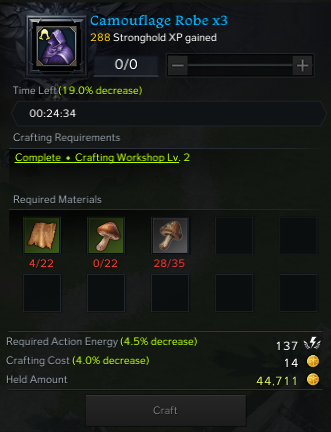 Camouflage Robe x3
288 Stronghold XP gained
0/0
Time Left (19.0% decrease)
00:24:34
Crafting Requirements
Complete • Crafting Workshop Lv. 2
Required Materials
4/22 0/22 28/35
Required Action Energy (4.5% decrease) 137
Crafting Cost (4.0% decrease) 14
Held Amount 44,711
Craft